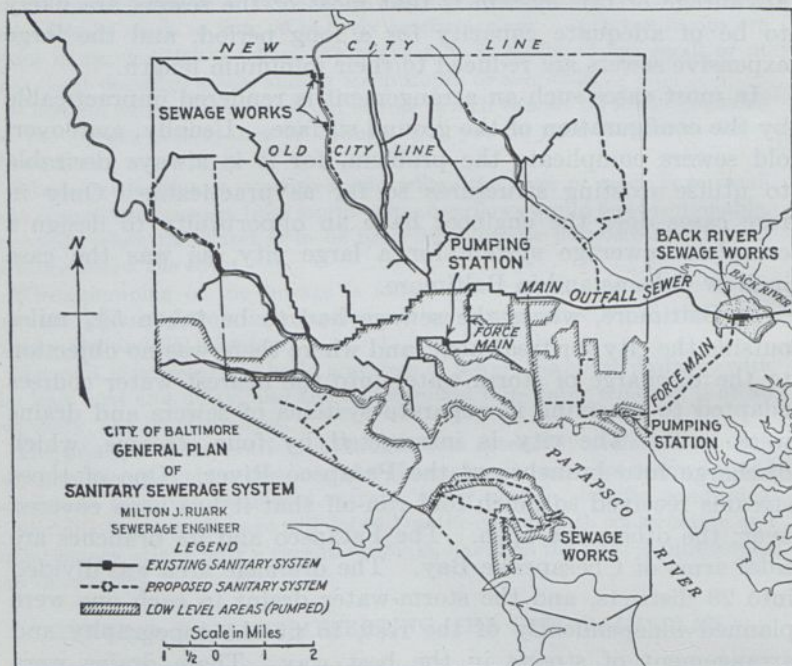 NEW CITY LINE
SEWAGE WORKS
OLD CITY LINE
PUMPING
STATION
BACK RIVER
SEWAGE WORKS
BACK RIVER
MAIN OUTFALL SEWER
FORCE
MAIN
FORCE MAIN
N
PUMPING
STATION
CITY OF BALTIMORE
GENERAL PLAN
OF
SANITARY SEWER SYSTEM
MILTON J. RUARK
SEWERAGE ENGINEER
PATAPSCO
RIVER
SEWAGE
WORKS
LEGEND
EXISTING SANITARY SYSTEM
PROPOSED SANITARY SYSTEM
LOW LEVEL AREAS (PUMPED)
Scale in Miles
1 1/2 0 1 2